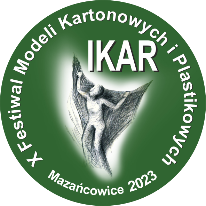 X Festiwal Modeli Kartonowych i Plastikowych
IKAR
Mazańcowice 2023